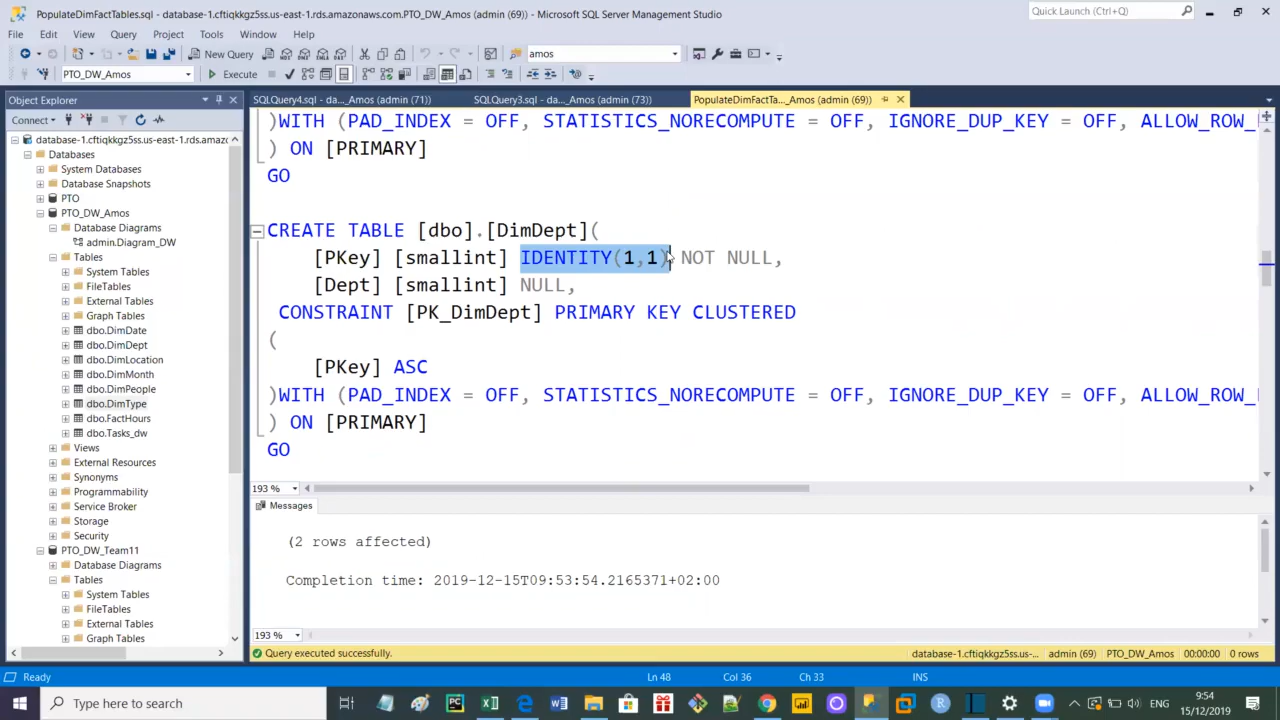 PopulateDimFactTables.sql - database-1.cftiqkkgz5ss.us-east-1.rds.amazonaws.com.PTO_DW_Amos (admin (69)) - Microsoft SQL Server Management Studio
Quick Launch (Ctrl+Q)
File Edit View Query Project Tools Window Help
New Query
amos
PTO_DW_Amos
Execute
Object Explorer
SQLQuery4.sql - da..._Amos (admin (71))
SQLQuery3.sql - da..._Amos (admin (73))
PopulateDimFactTa..._Amos (admin (69))
Connect
database-1.cftiqkkgz5ss.us-east-1.rds.amazo
Databases
System Databases
Database Snapshots
PTO
PTO_DW_Amos
Database Diagrams
admin.Diagram_DW
Tables
System Tables
FileTables
External Tables
Graph Tables
dbo.DimDate
dbo.DimDept
dbo.DimLocation
dbo.DimMonth
dbo.DimPeople
dbo.DimType
dbo.FactHours
dbo.Tasks_dw
Views
External Resources
Synonyms
Programmability
Service Broker
Storage
Security
PTO_DW_Team11
Database Diagrams
Tables
System Tables
FileTables
External Tables
Graph Tables
)WITH (PAD_INDEX = OFF, STATISTICS_NORECOMPUTE = OFF, IGNORE_DUP_KEY = OFF, ALLOW_ROW_
) ON [PRIMARY]
GO
CREATE TABLE [dbo].[DimDept](
[PKey] [smallint] IDENTITY(1,1) NOT NULL,
[Dept] [smallint] NULL,
CONSTRAINT [PK_DimDept] PRIMARY KEY CLUSTERED
(
[PKey] ASC
)WITH (PAD_INDEX = OFF, STATISTICS_NORECOMPUTE = OFF, IGNORE_DUP_KEY = OFF, ALLOW_ROW_
) ON [PRIMARY]
GO
193 %
Messages
(2 rows affected)
Completion time: 2019-12-15T09:53:54.2165371+02:00
193 %
Query executed successfully.
database-1.cftiqkkgz5ss.us-... admin (69) PTO_DW_Amos 00:00:00 0 rows
Ready
Ln 48
Col 36
Ch 33
INS
Type here to search
ENG
9:54
15/12/2019